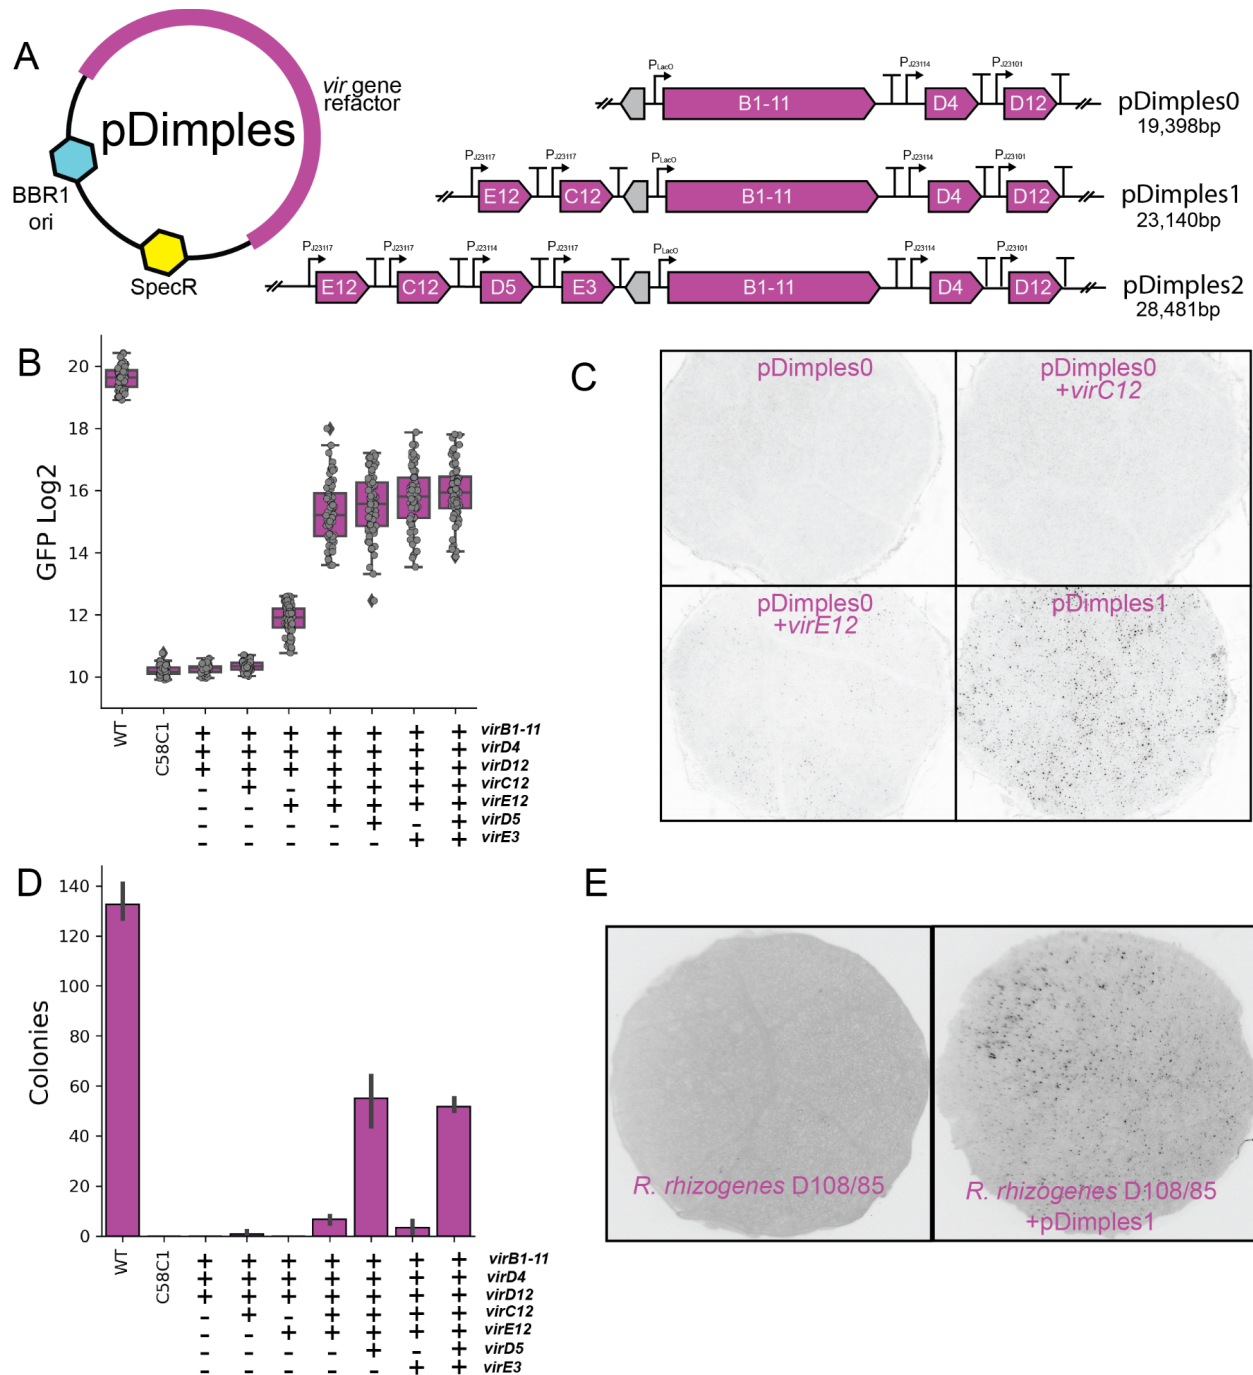 A
pDimples
vir gene
refactor
BBR1
ori
SpecR
PLacO
PJ23114
PJ23101
B1-11
D4
D12
pDimples0
19,398bp
PJ23117
PJ23117
PLacO
PJ23114
PJ23101
E12
C12
B1-11
D4
D12
pDimples1
23,140bp
PJ23117
PJ23117
PJ23114
PJ23117
PLacO
PJ23114
PJ23101
E12
C12
D5
E3
B1-11
D4
D12
pDimples2
28,481bp
B
GFP Log2
20
18
16
14
12
10
WT
C58C1
+ + + + + + + virB1-11
+ + + + + + + virD4
+ + + + + + + virD12
- + - + + + + virC12
- - + + + + + virE12
- - - - + - + virD5
- - - - - + + virE3
C
pDimples0
pDimples0
+virC12
pDimples0
+virE12
pDimples1
D
Colonies
140
120
100
80
60
40
20
0
WT
C58C1
+ + + + + + + virB1-11
+ + + + + + + virD4
+ + + + + + + virD12
- + - + + + + virC12
- - + + + + + virE12
- - - - + - + virD5
- - - - - + + virE3
E
R. rhizogenes D108/85
R. rhizogenes D108/85
+pDimples1